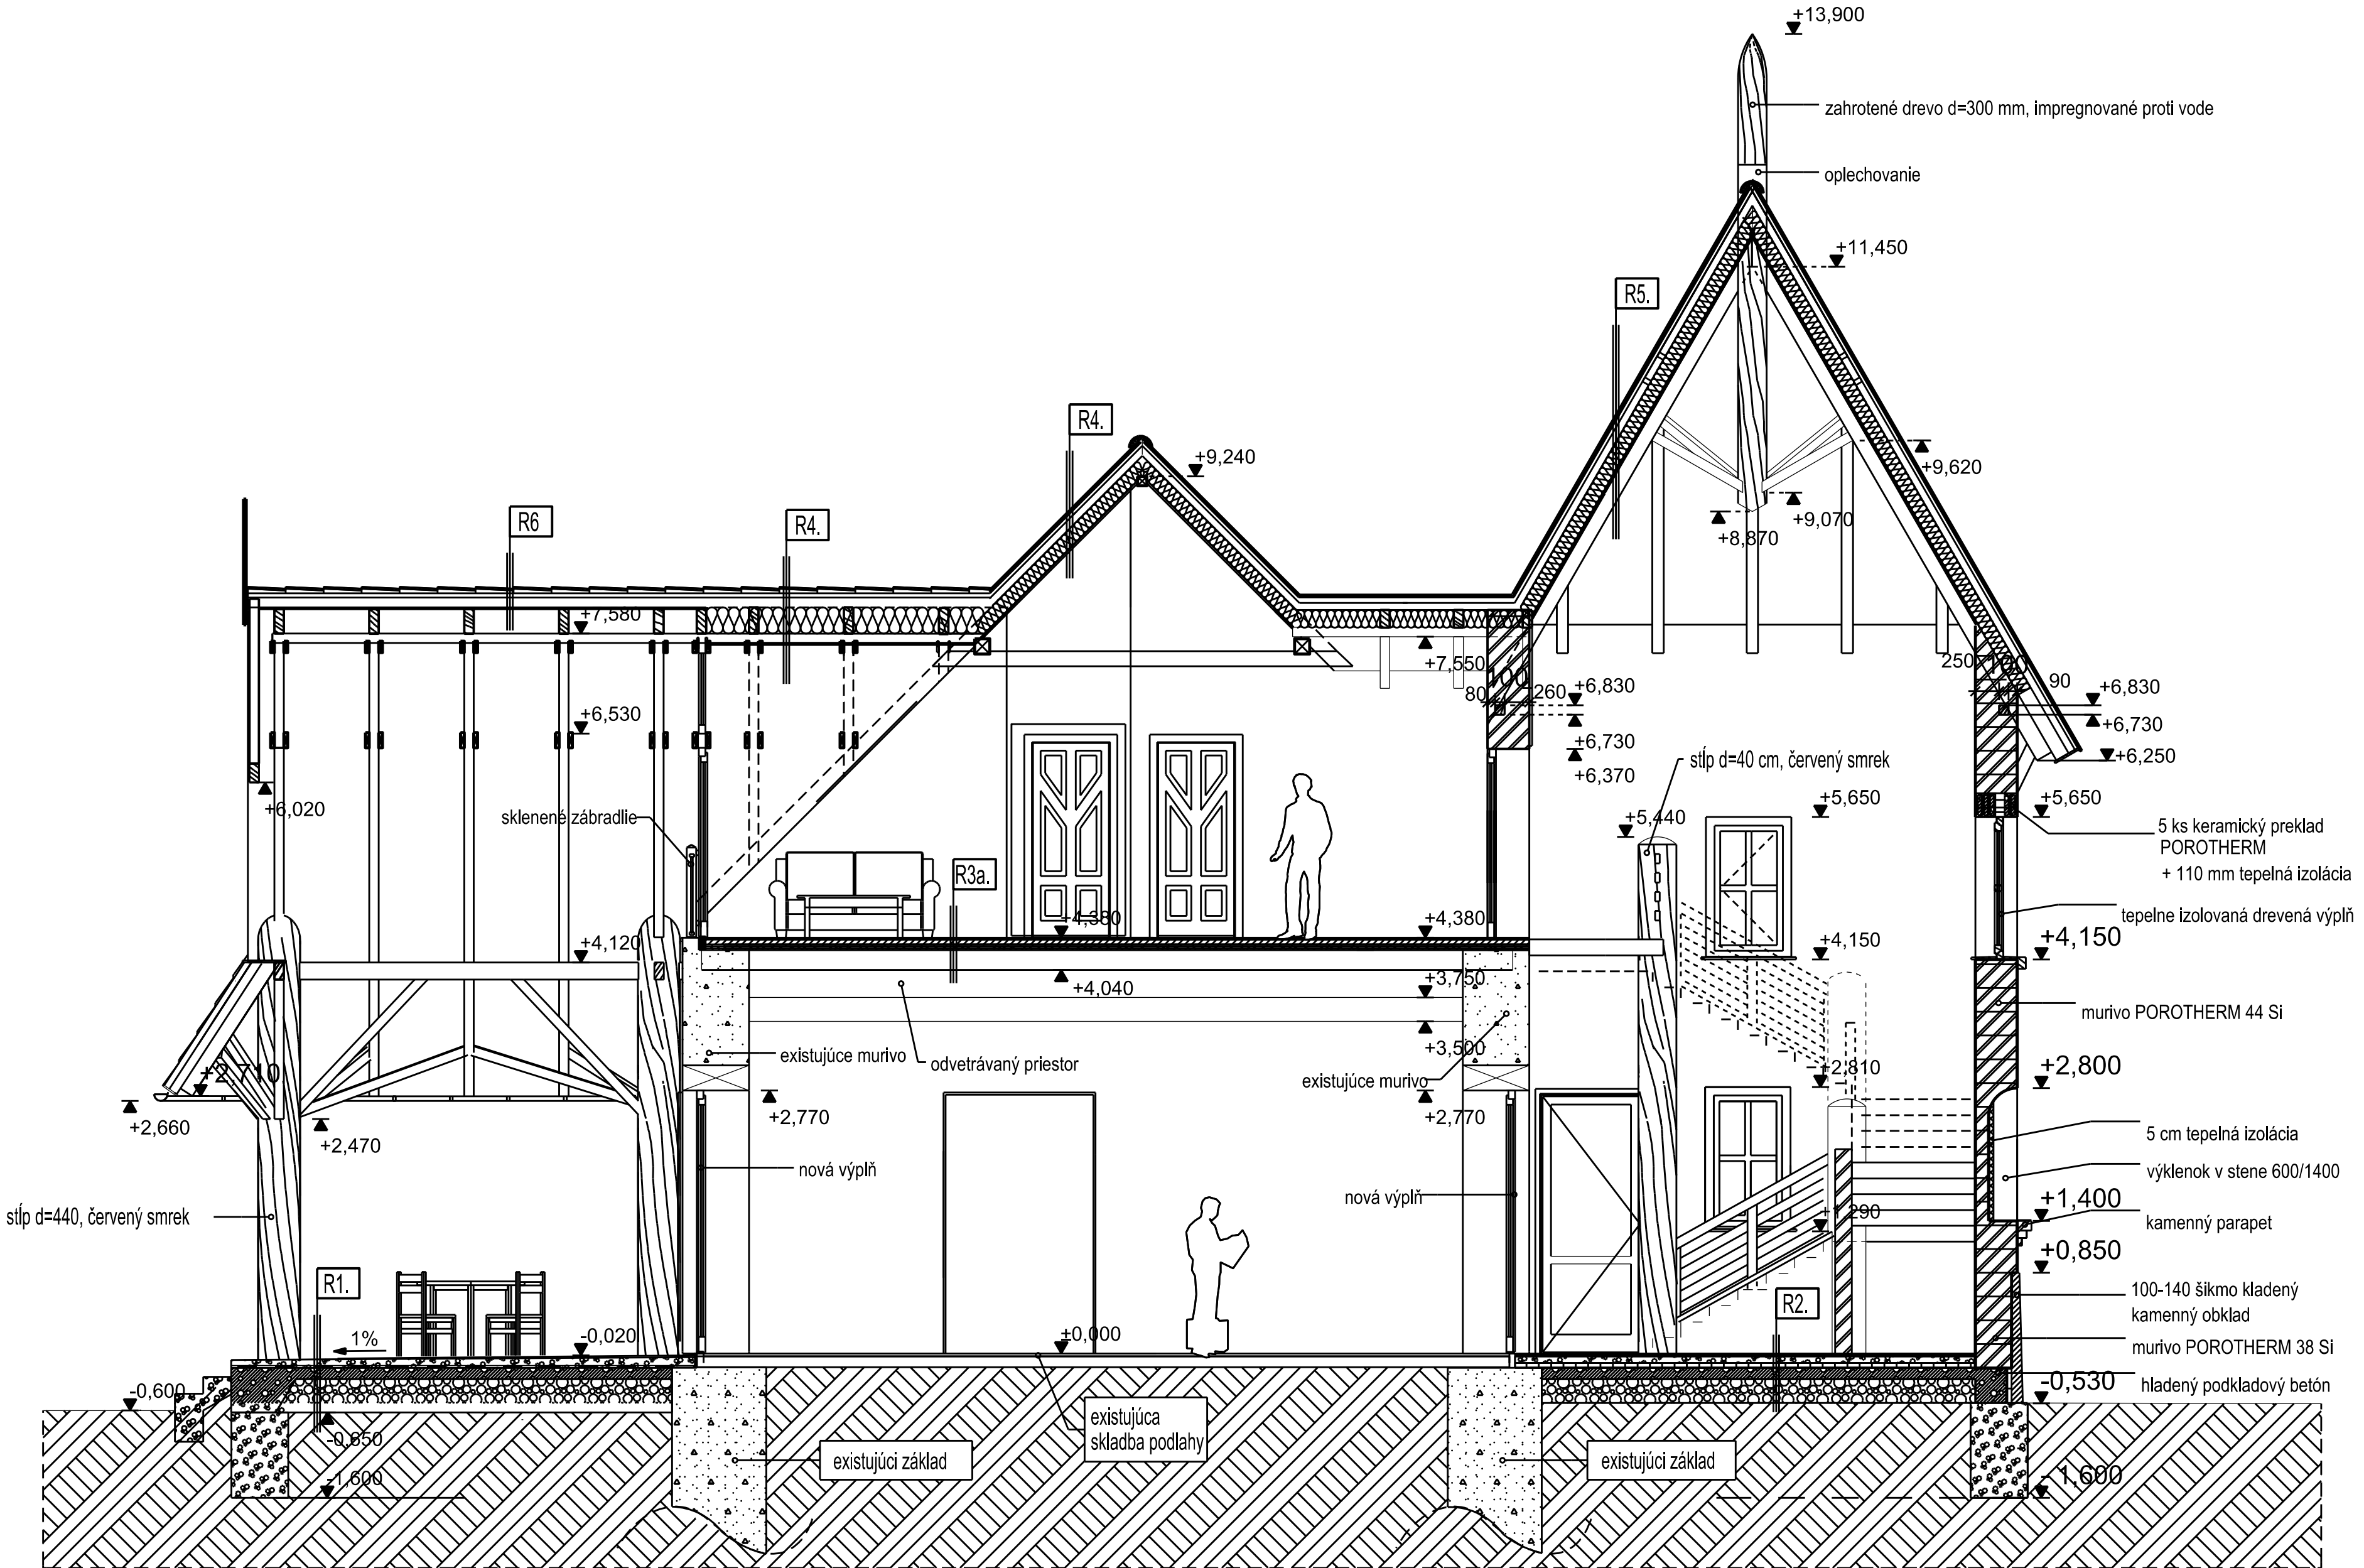 +13,900
zahrotené drevo d=300 mm, impregnované proti vode
oplechovanie
+11,450
R5.
R4.
+9,240
+9,620
R6
R4.
+9,070
+8,870
+7,580
+7,550
250
100
90
80
100
260
+6,830
+6,830
+6,530
+6,730
+6,730
+6,370
+6,250
stĺp d=40 cm, červený smrek
+6,020
sklenené zábradlie
+5,440
+5,650
+5,650
5 ks keramický preklad
POROTHERM
+ 110 mm tepelná izolácia
R3a.
tepelne izolovaná drevená výplň
+4,380
+4,380
+4,120
+4,150
+4,150
+4,040
+3,750
murivo POROTHERM 44 Si
existujúce murivo
odvetrávaný priestor
+3,500
existujúce murivo
+2,710
+2,810
+2,800
+2,660
+2,470
+2,770
+2,770
5 cm tepelná izolácia
nová výplň
výklenok v stene 600/1400
nová výplň
+1,400
stĺp d=440, červený smrek
+1,290
kamenný parapet
+0,850
R1.
100-140 šikmo kladený
kamenný obklad
R2.
1%
-0,020
±0,000
murivo POROTHERM 38 Si
-0,600
-0,530
hladený podkladový betón
existujúca
skladba podlahy
-0,650
existujúci základ
existujúci základ
-1,600
-1,600